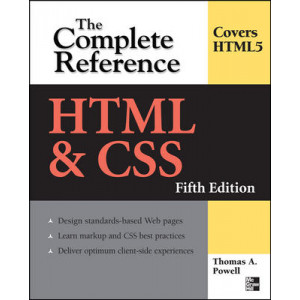 The
Complete
Reference
Covers
HTML5
HTML
& CSS
Fifth Edition
Design standards-based Web pages
Learn markup and CSS best practices
Deliver optimum client-side experiences
Thomas A.
Powell